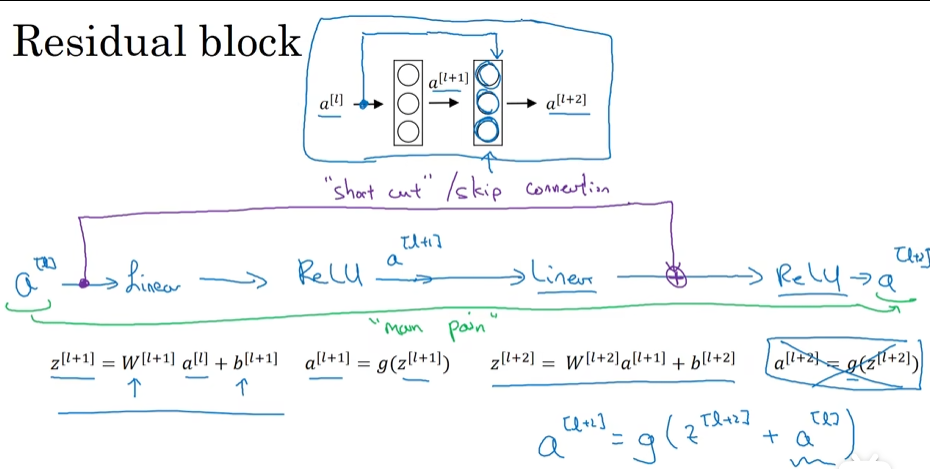 Residual block
a[l] a[l+1] a[l+2]
"short cut" / skip connection
a[l] → Linear → ReLU a[l+1] → Linear → ReLU → a[l+2]
"main path"
z[l+1] = W[l+1] a[l] + b[l+1] a[l+1] = g(z[l+1]) z[l+2] = W[l+2]a[l+1] + b[l+2] a[l+2] = g(z[l+2])
a[l+2] = g(z[l+2] + a[l])